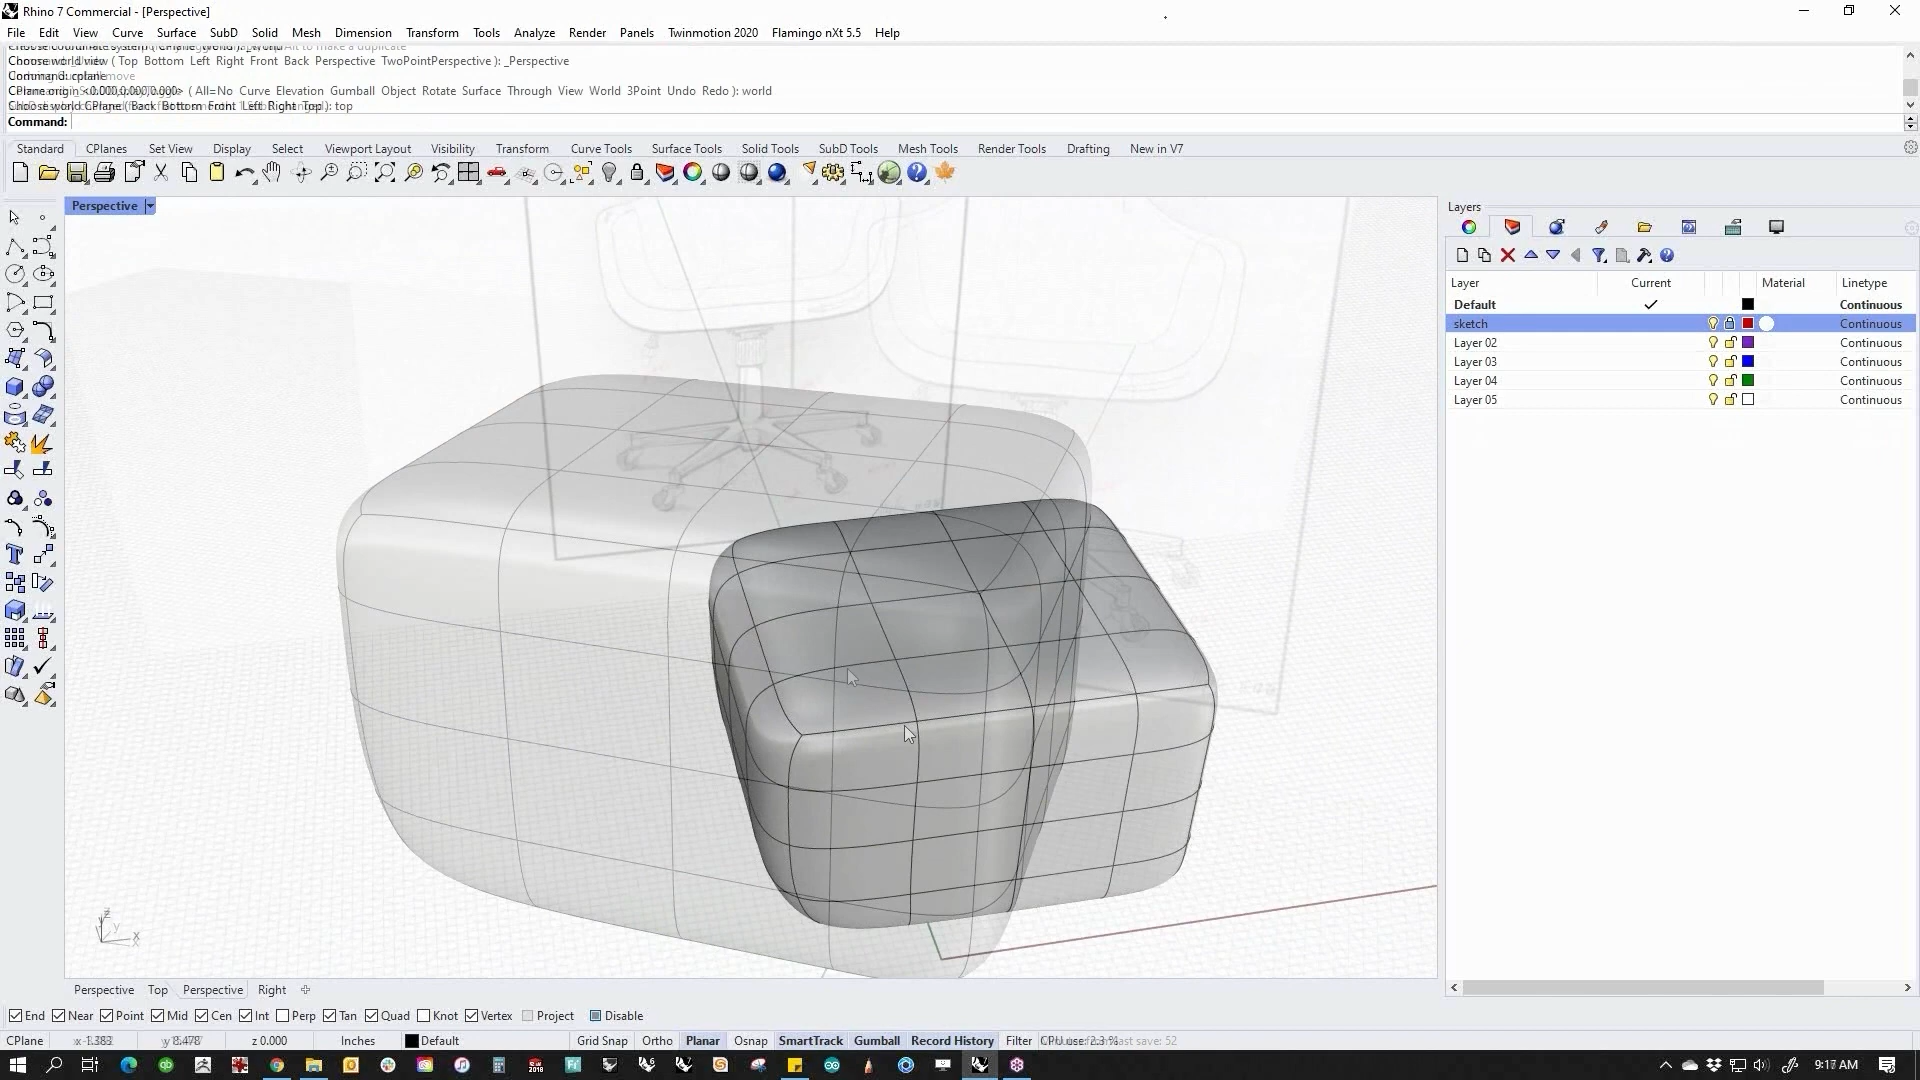 Rhino 7 Commercial - [Perspective]
File Edit View Curve Surface SubD Solid Mesh Dimension Transform Tools Analyze Render Panels Twinmotion 2020 Flamingo nXt 5.5 Help
Choose world view ( Top Bottom Left Right Front Back Perspective TwoPointPerspective ): _Perspective
Command: cplane
CPlane origin <0.000,0.000,0.000> ( All=No Curve Elevation Gumball Object Rotate Surface Through View World 3Point Undo Redo ): world
Choose world CPlane ( Back Bottom Front Left Right Top ): top
Command:
Standard CPlanes Set View Display Select Viewport Layout Visibility Transform Curve Tools Surface Tools Solid Tools SubD Tools Mesh Tools Render Tools Drafting New in V7
Perspective
Layers
Layer Current Material Linetype
Default Continuous
sketch Continuous
Layer 02 Continuous
Layer 03 Continuous
Layer 04 Continuous
Layer 05 Continuous
z y x
Perspective Top Perspective Right
End Near Point Mid Cen Int Perp Tan Quad Knot Vertex Project Disable
CPlane z 0.000 Inches Default Grid Snap Ortho Planar Osnap SmartTrack Gumball Record History Filter
9:17 AM